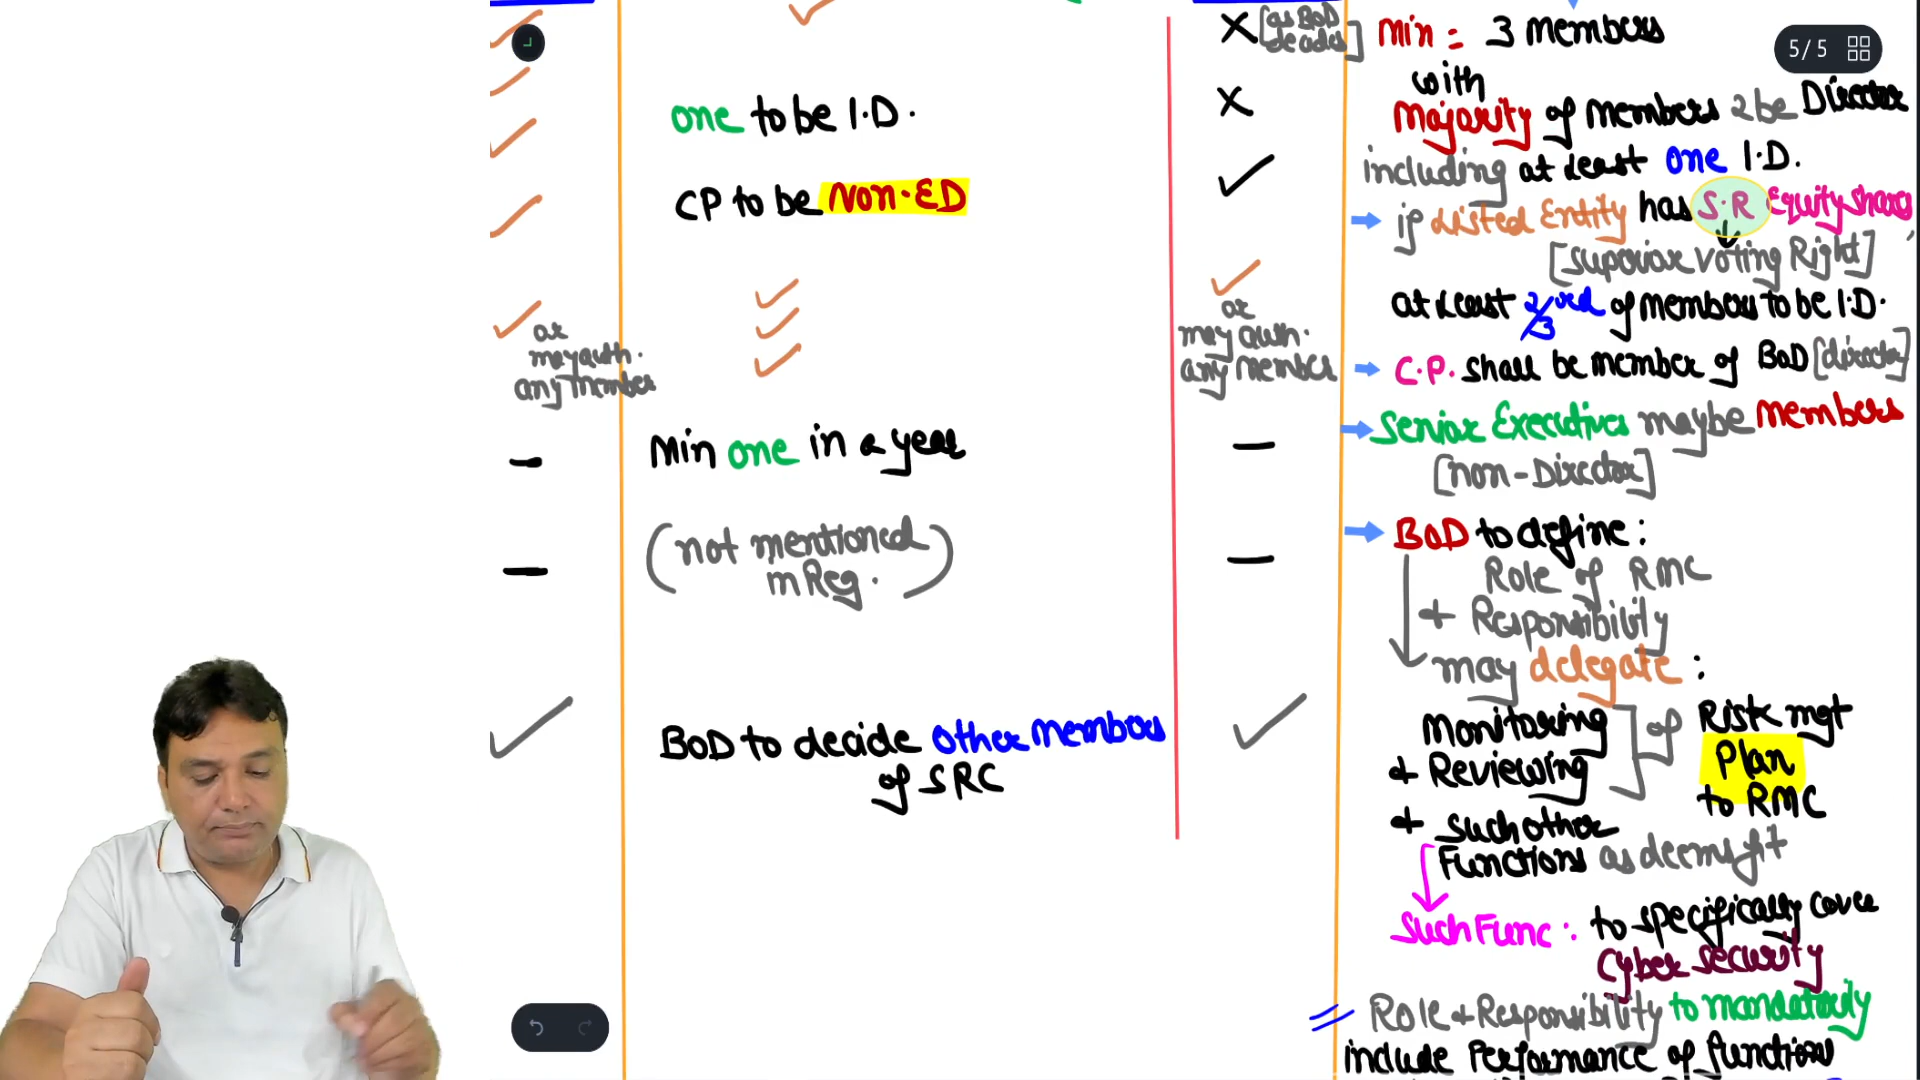 5/5
at
may auth.
any member
one to be I.D.
CP to be Non-ED
Min one in a year
(not mentioned
in Reg.)
BoD to decide other members
of SRC
X [as BoD
decides]
X
at
may auth.
any member
Min = 3 members
with
Majority of members 2 be Director
including at least one I.D.
if Listed Entity has S.R Equity shares
[superior voting Right]
at least 2/3rd of members to be I.D.
C.P. shall be member of BoD [director]
Senior Executives maybe members
[non-Director]
BoD to define:
Role of RMC
+ Responsibility
may delegate:
Monitoring
+ Reviewing] of Risk mgt
Plan
to RMC
+ such other
Functions as deems fit
Such Func: to specifically cover
Cyber security
Role + Responsibility to mandatorily
include Performance of functions